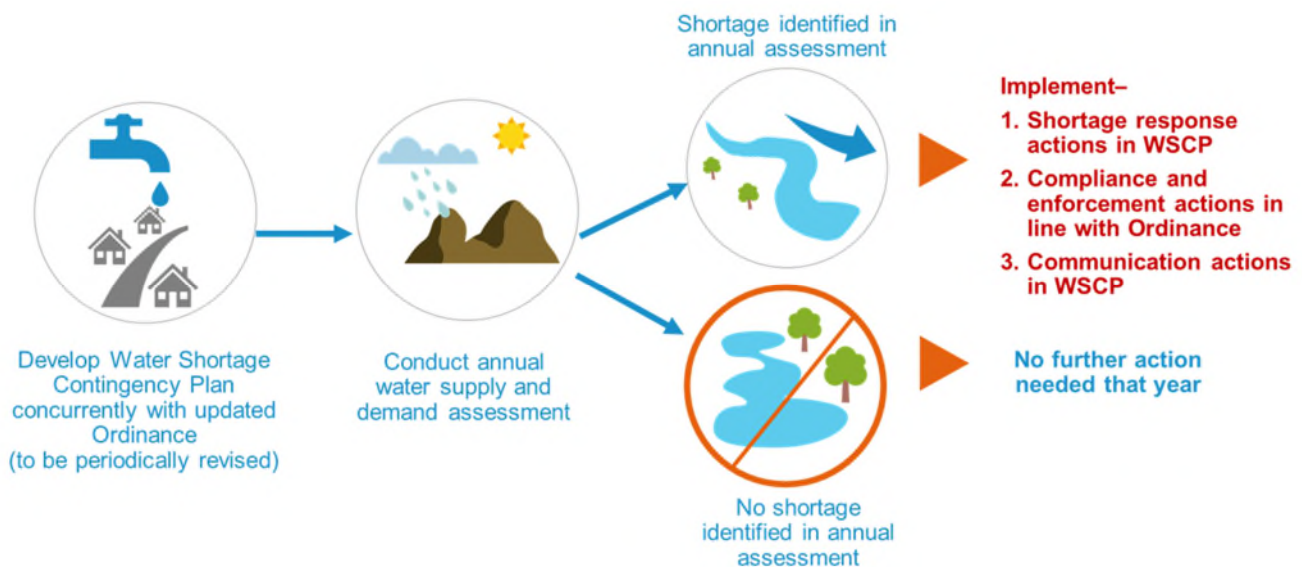 Develop Water Shortage
Contingency Plan
concurrently with updated
Ordinance
(to be periodically revised)
Conduct annual
water supply and
demand assessment
Shortage identified in
annual assessment
Implement–
1. Shortage response
actions in WSCP
2. Compliance and
enforcement actions in
line with Ordinance
3. Communication actions
in WSCP
No shortage
identified in annual
assessment
No further action
needed that year